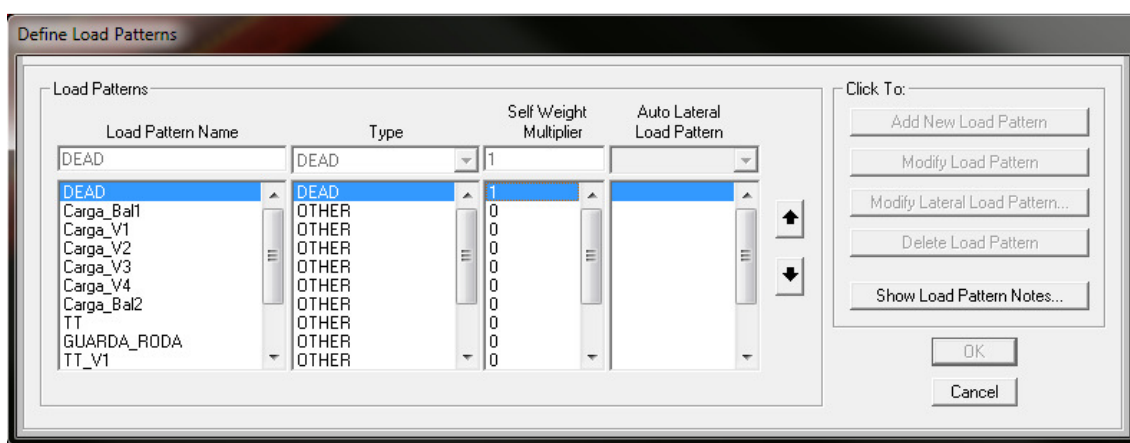 Define Load Patterns
Load Patterns
Click To:
Load Pattern Name Type Self Weight Multiplier Auto Lateral Load Pattern
DEAD DEAD 1
DEAD DEAD 1
Carga_Bal1 OTHER 0
Carga_V1 OTHER 0
Carga_V2 OTHER 0
Carga_V3 OTHER 0
Carga_V4 OTHER 0
Carga_Bal2 OTHER 0
TT OTHER 0
GUARDA_RODA OTHER 0
TT_V1 OTHER 0
Add New Load Pattern
Modify Load Pattern
Modify Lateral Load Pattern...
Delete Load Pattern
Show Load Pattern Notes...
OK
Cancel